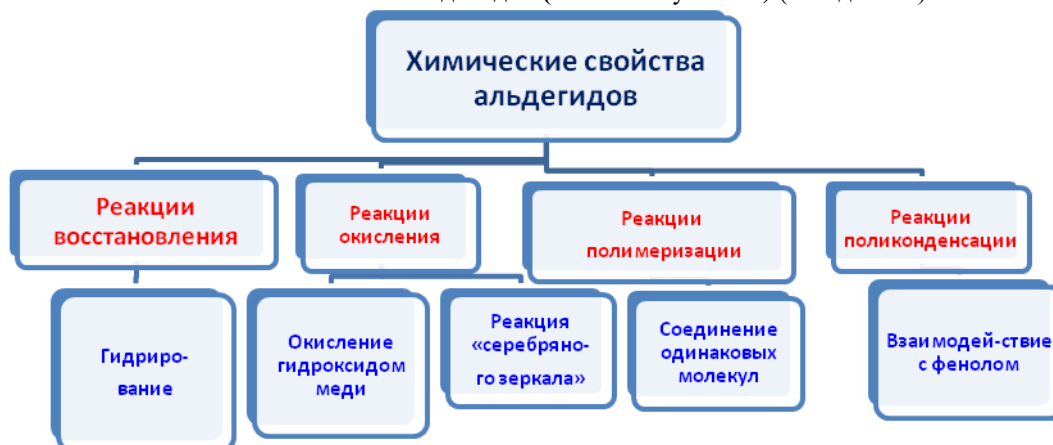 Химические свойства
альдегидов
Реакции
восстановления
Реакции
окисления
Реакции
полимеризации
Реакции
поликонденсации
Гидриро-
вание
Окисление
гидроксидом
меди
Реакция
«серебряно-
го зеркала»
Соединение
одинаковых
молекул
Взаимодей-ствие
с фенолом